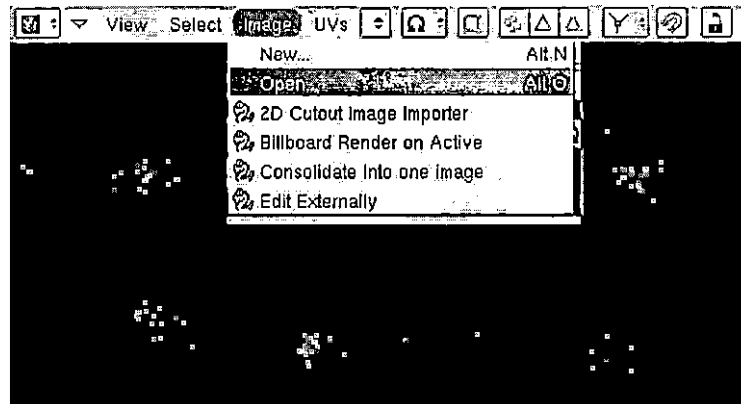 View Select Image UVs
New... Alt N
Open... Alt O
2D Cutout Image Importer
Billboard Render on Active
Consolidate Into one image
Edit Externally